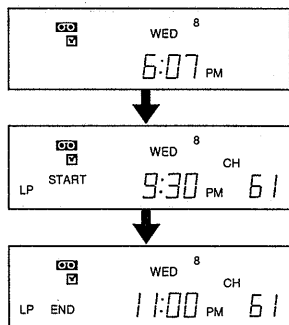 WED 8
6:07 PM
WED 8
CH
START
LP 9:30 PM 61
WED 8
CH
LP END 11:00 PM 61